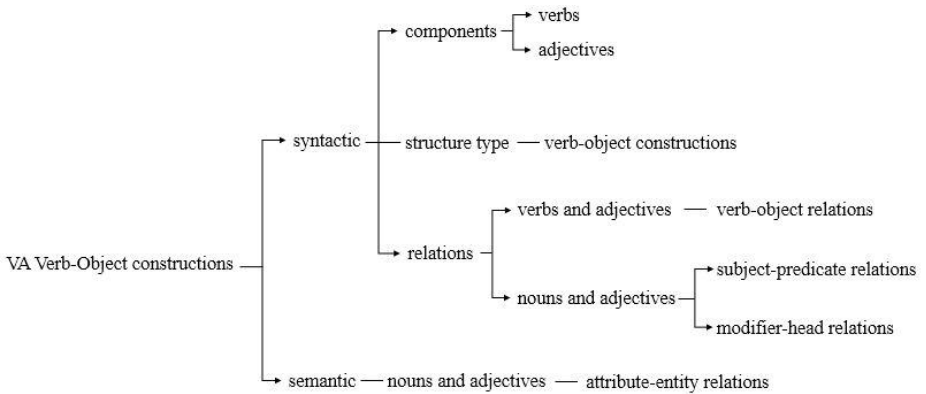 verbs
components
adjectives
syntactic
structure type
verb-object constructions
verbs and adjectives
verb-object relations
relations
VA Verb-Object constructions
subject-predicate relations
nouns and adjectives
modifier-head relations
semantic
nouns and adjectives
attribute-entity relations